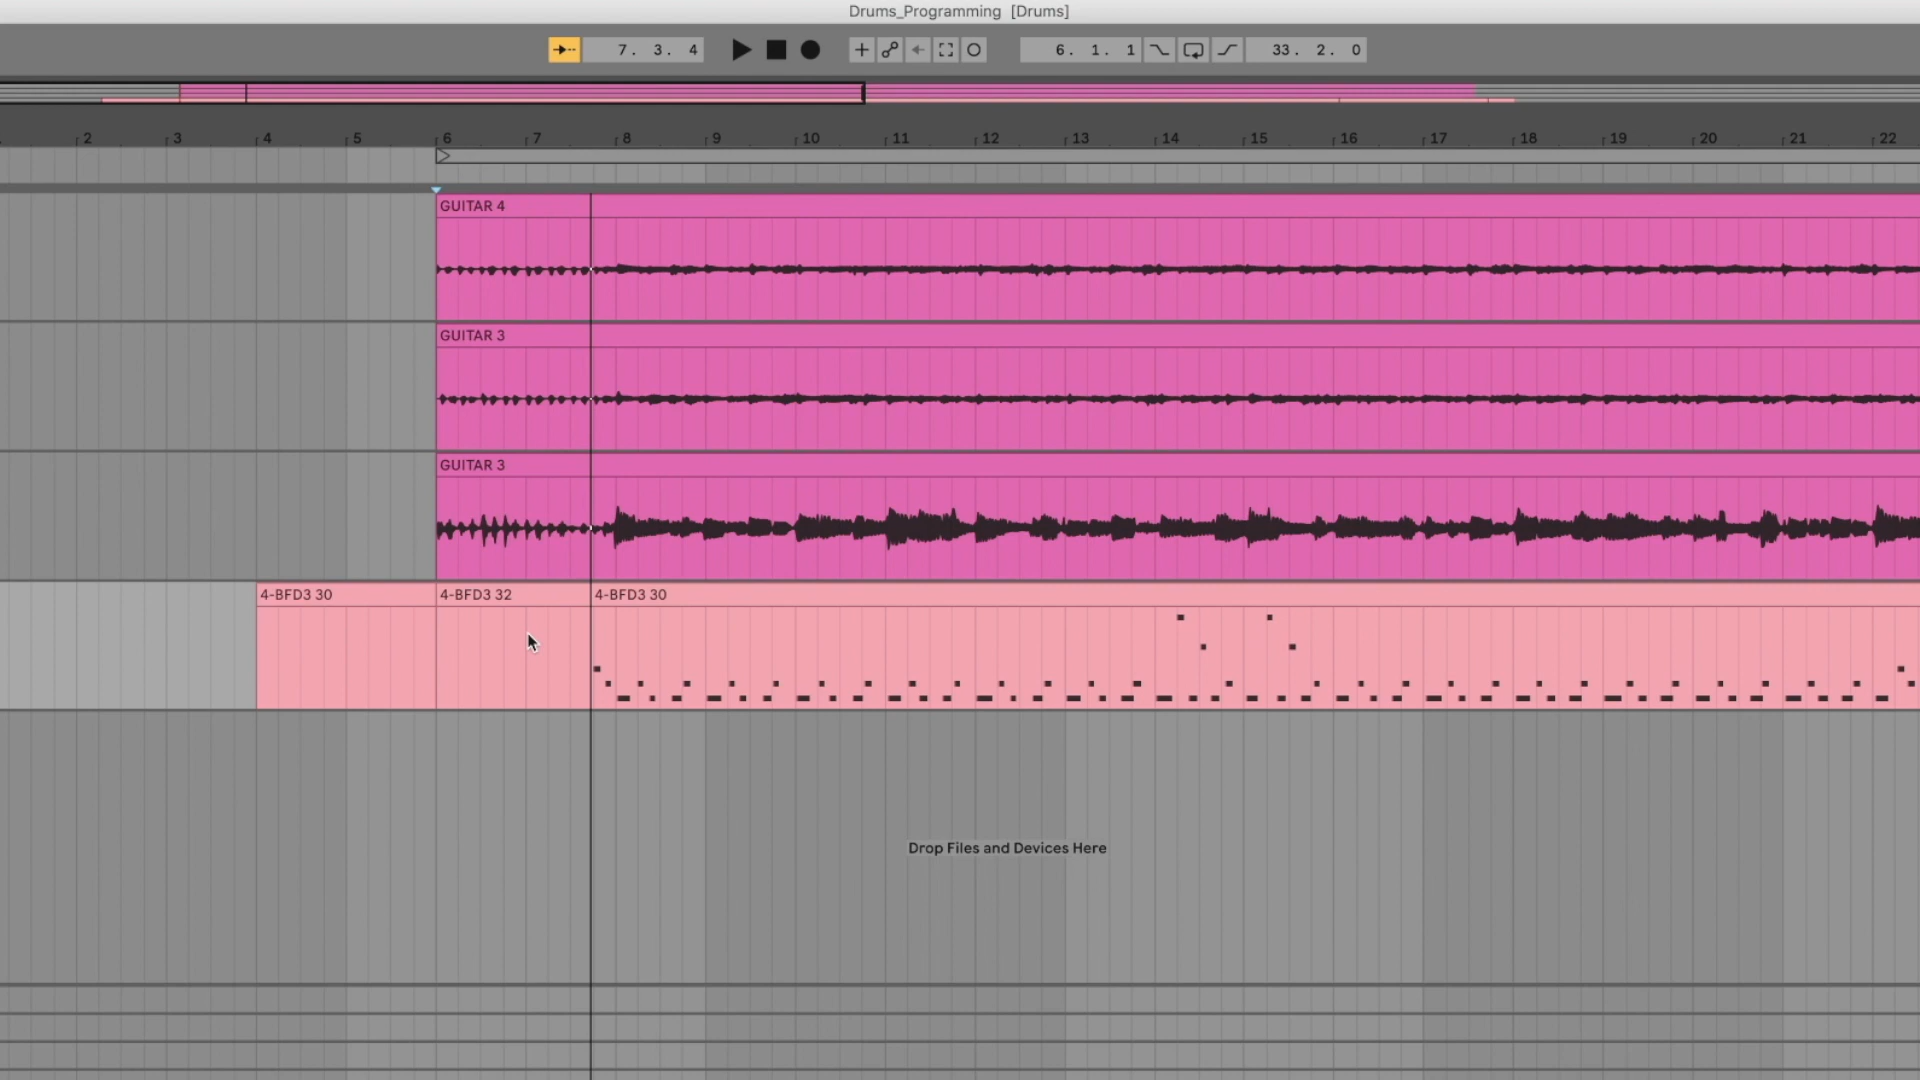 Drums_Programming [Drums]
7. 3. 4 6. 1. 1 33. 2. 0
2 3 4 5 6 7 8 9 10 11 12 13 14 15 16 17 18 19 20 21 22
GUITAR 4
GUITAR 3
GUITAR 3
4-BFD3 30 4-BFD3 32 4-BFD3 30
Drop Files and Devices Here